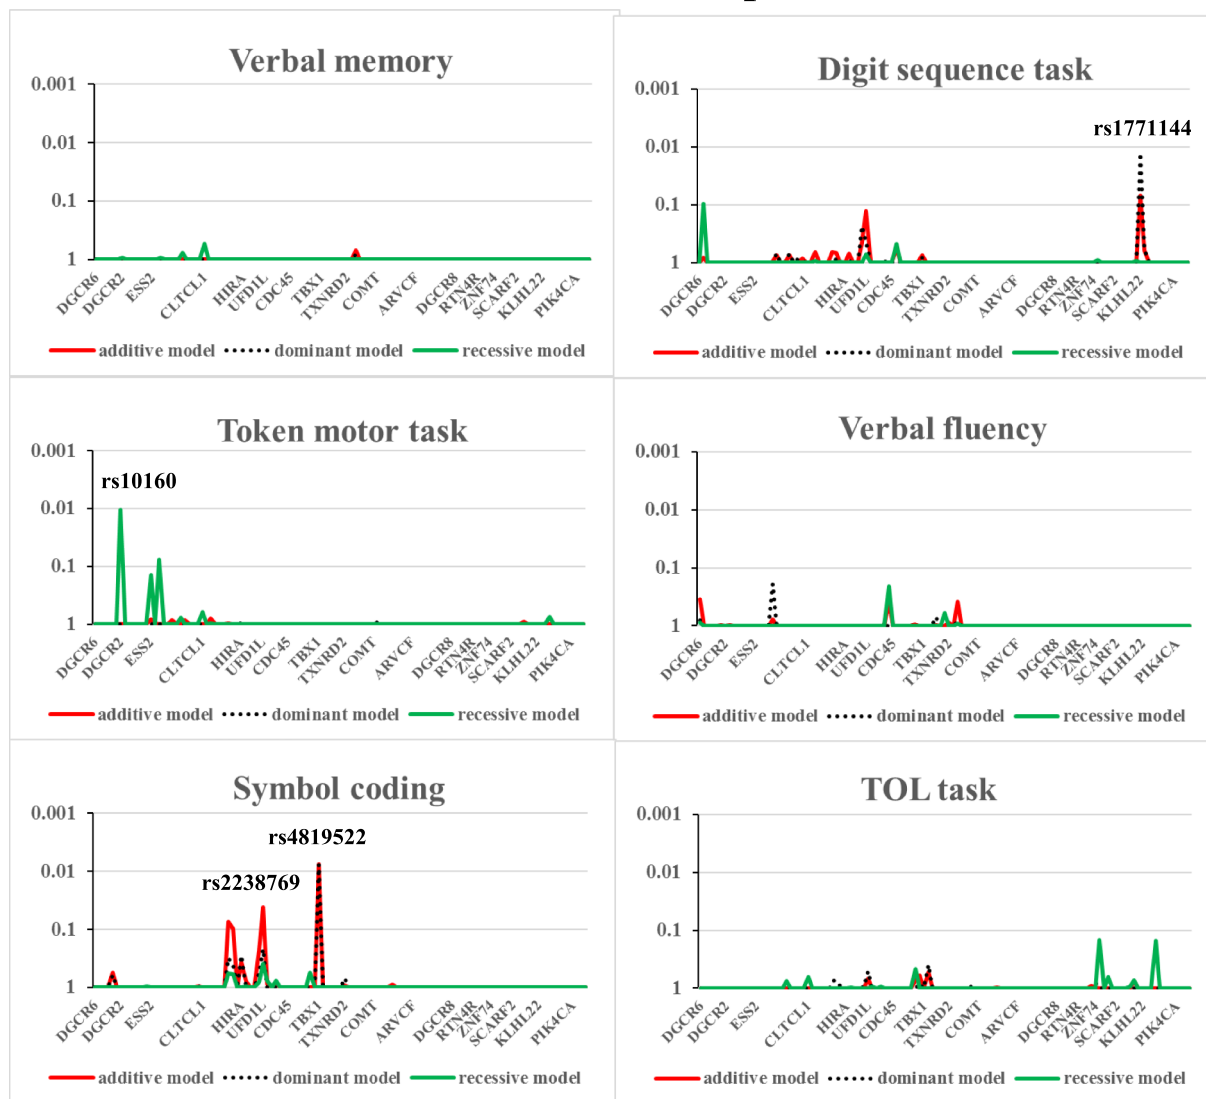 Verbal memory
0.001
0.01
0.1
1
DGCR6 DGCR2 ESS2 CLTCL1 HIRA UFD1L CDC45 TBX1 TXNRD2 COMT ARVCF DGCR8 RTN4R ZNF74 SCARF2 KLHL22 PIK4CA
additive model dominant model recessive model
Digit sequence task
0.001
rs1771144
0.01
0.1
1
DGCR6 DGCR2 ESS2 CLTCL1 HIRA UFD1L CDC45 TBX1 TXNRD2 COMT ARVCF DGCR8 RTN4R ZNF74 SCARF2 KLHL22 PIK4CA
additive model dominant model recessive model
Token motor task
0.001
rs10160
0.01
0.1
1
DGCR6 DGCR2 ESS2 CLTCL1 HIRA UFD1L CDC45 TBX1 TXNRD2 COMT ARVCF DGCR8 RTN4R ZNF74 SCARF2 KLHL22 PIK4CA
additive model dominant model recessive model
Verbal fluency
0.001
0.01
0.1
1
DGCR6 DGCR2 ESS2 CLTCL1 HIRA UFD1L CDC45 TBX1 TXNRD2 COMT ARVCF DGCR8 RTN4R ZNF74 SCARF2 KLHL22 PIK4CA
additive model dominant model recessive model
Symbol coding
0.001
rs4819522
0.01
rs2238769
0.1
1
DGCR6 DGCR2 ESS2 CLTCL1 HIRA UFD1L CDC45 TBX1 TXNRD2 COMT ARVCF DGCR8 RTN4R ZNF74 SCARF2 KLHL22 PIK4CA
additive model dominant model recessive model
TOL task
0.001
0.01
0.1
1
DGCR6 DGCR2 ESS2 CLTCL1 HIRA UFD1L CDC45 TBX1 TXNRD2 COMT ARVCF DGCR8 RTN4R ZNF74 SCARF2 KLHL22 PIK4CA
additive model dominant model recessive model